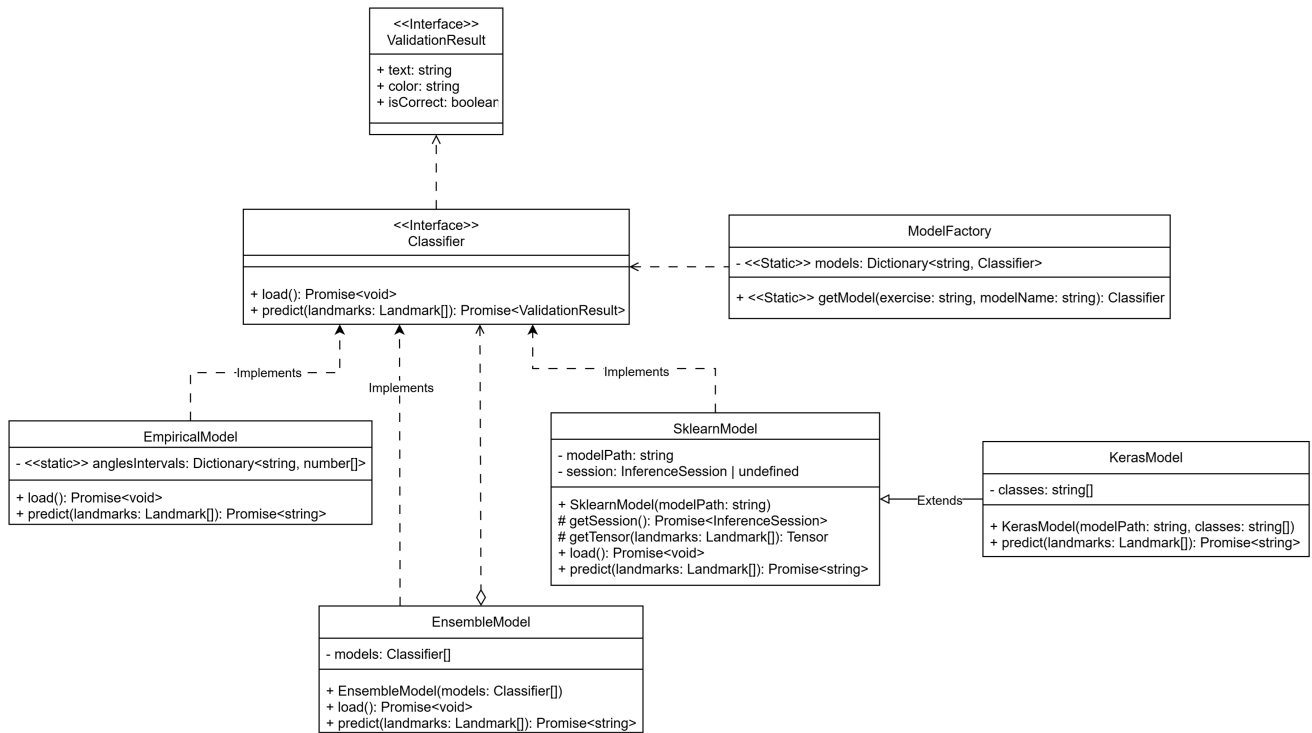 <<Interface>>
ValidationResult
+ text: string
+ color: string
+ isCorrect: boolean
<<Interface>>
Classifier
+ load(): Promise<void>
+ predict(landmarks: Landmark[]): Promise<ValidationResult>
ModelFactory
- <<Static>> models: Dictionary<string, Classifier>
+ <<Static>> getModel(exercise: string, modelName: string): Classifier
Implements
Implements
Implements
EmpiricalModel
- <<static>> anglesIntervals: Dictionary<string, number[]>
+ load(): Promise<void>
+ predict(landmarks: Landmark[]): Promise<string>
SklearnModel
- modelPath: string
- session: InferenceSession | undefined
+ SklearnModel(modelPath: string)
# getSession(): Promise<InferenceSession>
# getTensor(landmarks: Landmark[]): Tensor
+ load(): Promise<void>
+ predict(landmarks: Landmark[]): Promise<string>
Extends
KerasModel
- classes: string[]
+ KerasModel(modelPath: string, classes: string[])
+ predict(landmarks: Landmark[]): Promise<string>
EnsembleModel
- models: Classifier[]
+ EnsembleModel(models: Classifier[])
+ load(): Promise<void>
+ predict(landmarks: Landmark[]): Promise<string>